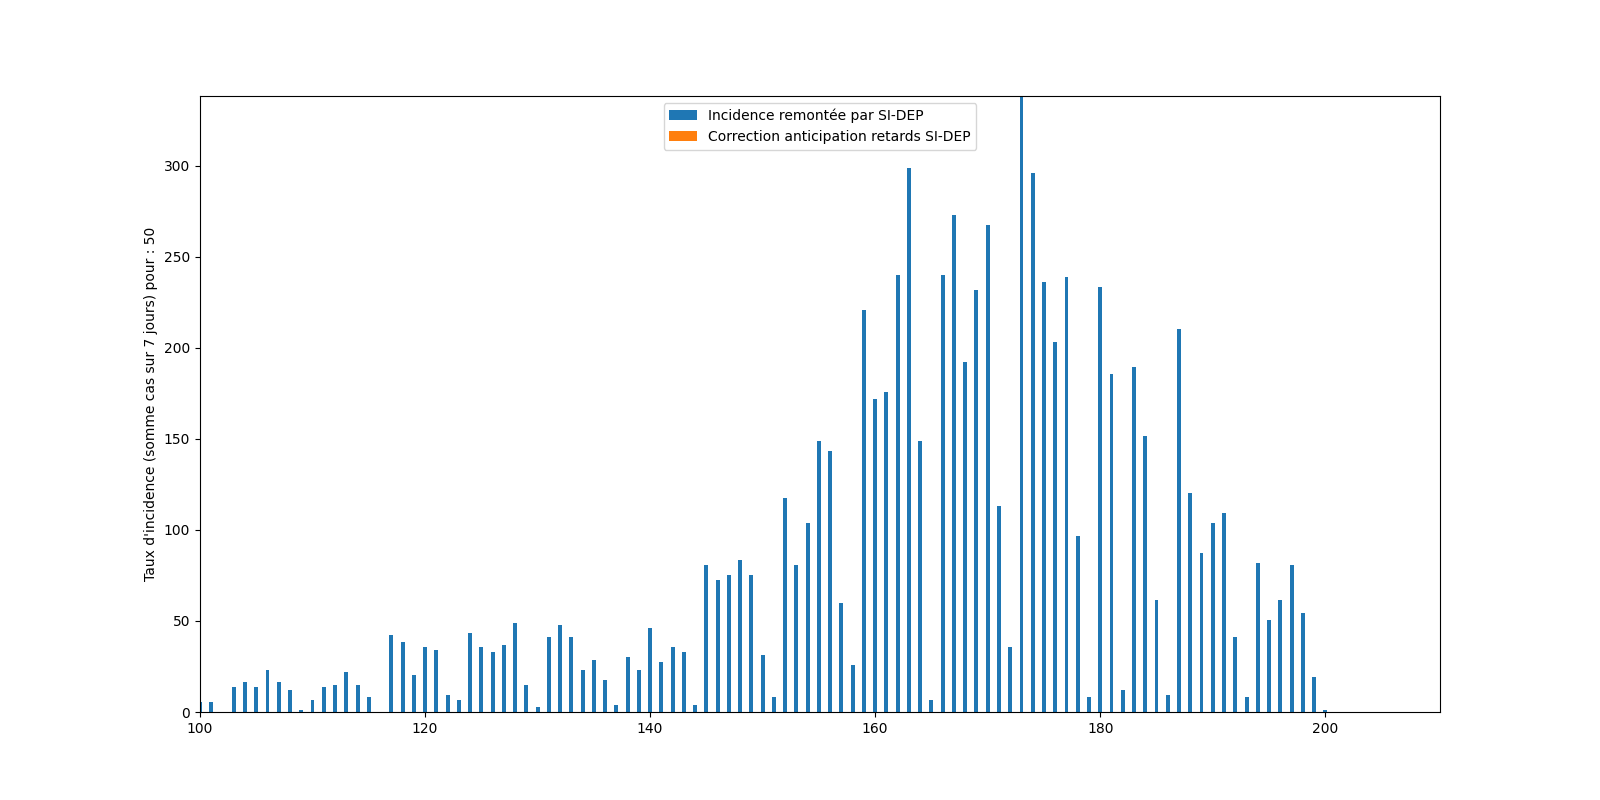 Incidence remontée par SI-DEP
Correction anticipation retards SI-DEP
Taux d'incidence (somme cas sur 7 jours) pour : 50
300
250
200
150
100
50
0
100 120 140 160 180 200